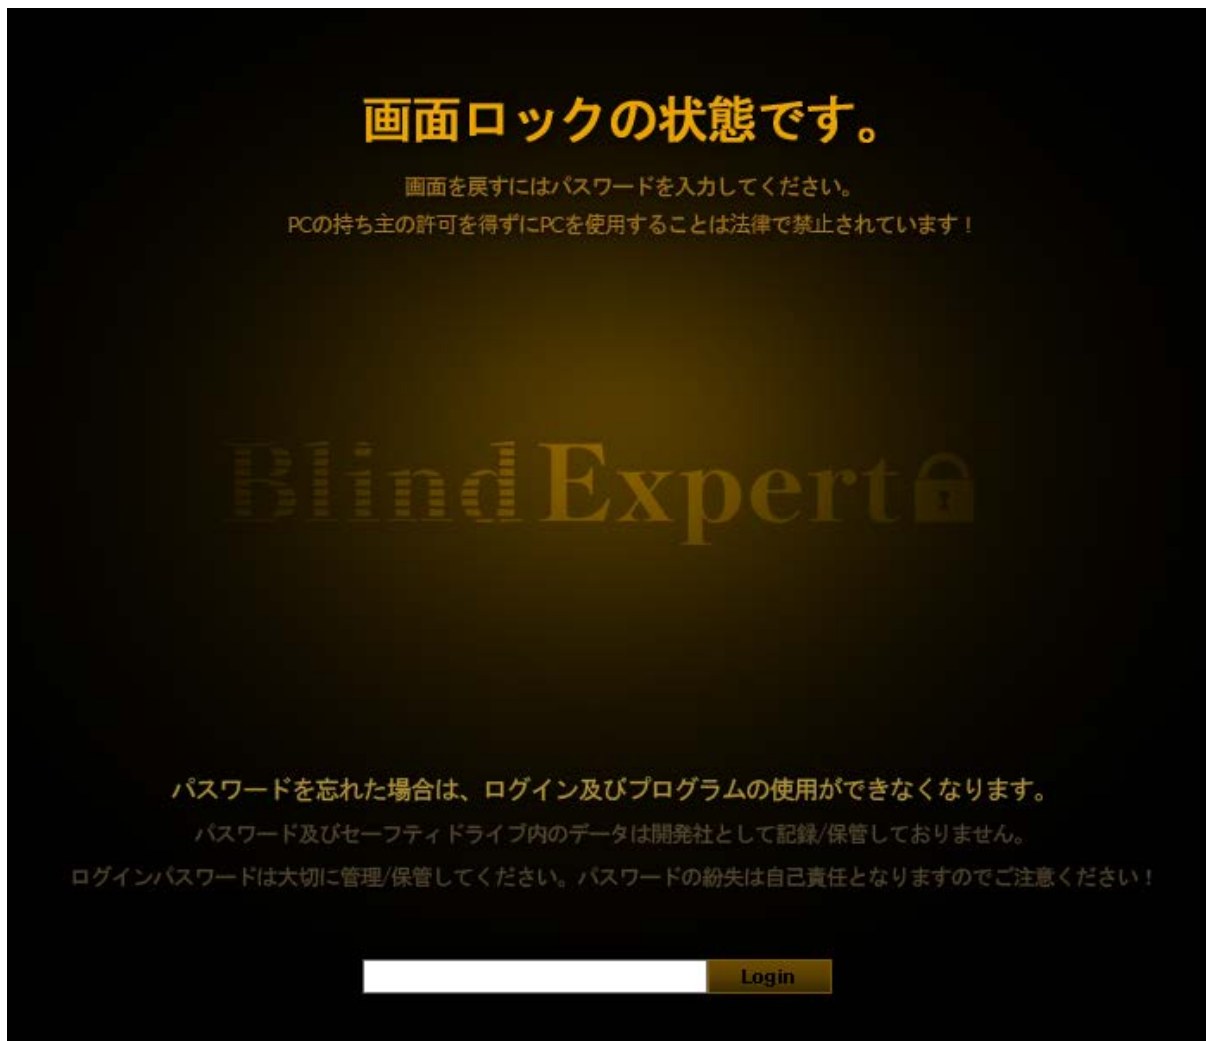 画面ロックの状態です。
画面を戻すにはパスワードを入力してください。
PCの持ち主の許可を得ずにPCを使用することは法律で禁止されています！
BlindExpert
パスワードを忘れた場合は、ログイン及びプログラムの使用ができなくなります。
パスワード及びセーフティドライブ内のデータは開発社として記録/保管しておりません。
ログインパスワードは大切に管理/保管してください。パスワードの紛失は自己責任となりますのでご注意ください！
Login